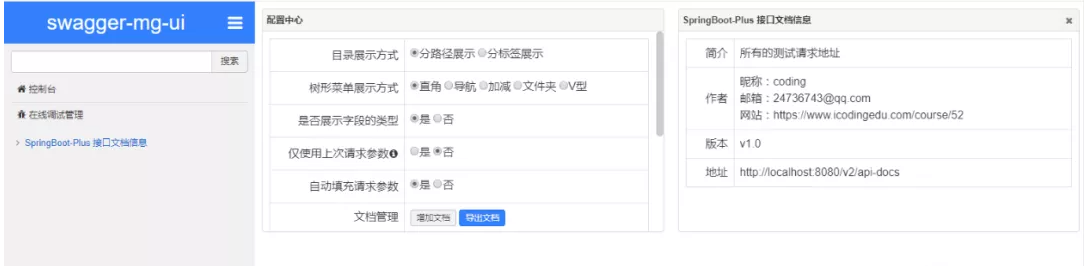 swagger-mg-ui
搜索
控制台
在线调试管理
SpringBoot-Plus 接口文档信息
配置中心
目录展示方式 分路径展示 分标签展示
树形菜单展示方式 直角 导航 加减 文件夹 V型
是否展示字段的类型 是 否
仅使用上次请求参数 是 否
自动填充请求参数 是 否
文档管理 增加文档 导出文档
SpringBoot-Plus 接口文档信息
简介 所有的测试请求地址
作者 昵称：coding
邮箱：24736743@qq.com
网站：https://www.icodingedu.com/course/52
版本 v1.0
地址 http://localhost:8080/v2/api-docs